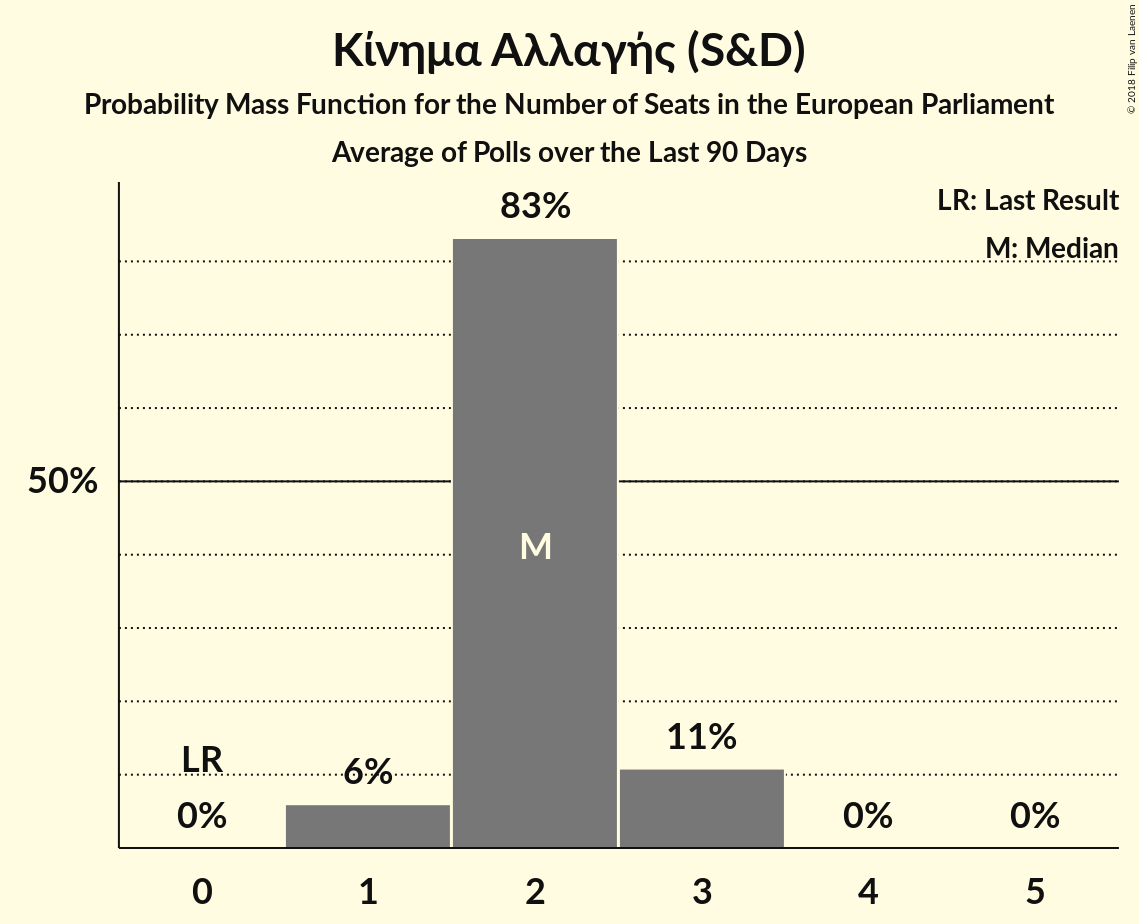 Κίνημα Αλλαγής (S&D)
Probability Mass Function for the Number of Seats in the European Parliament
Average of Polls over the Last 90 Days
© 2018 Filip van Laenen
LR: Last Result
M: Median
83%
50%
M
LR
6%
11%
0%
0%
0%
0 1 2 3 4 5